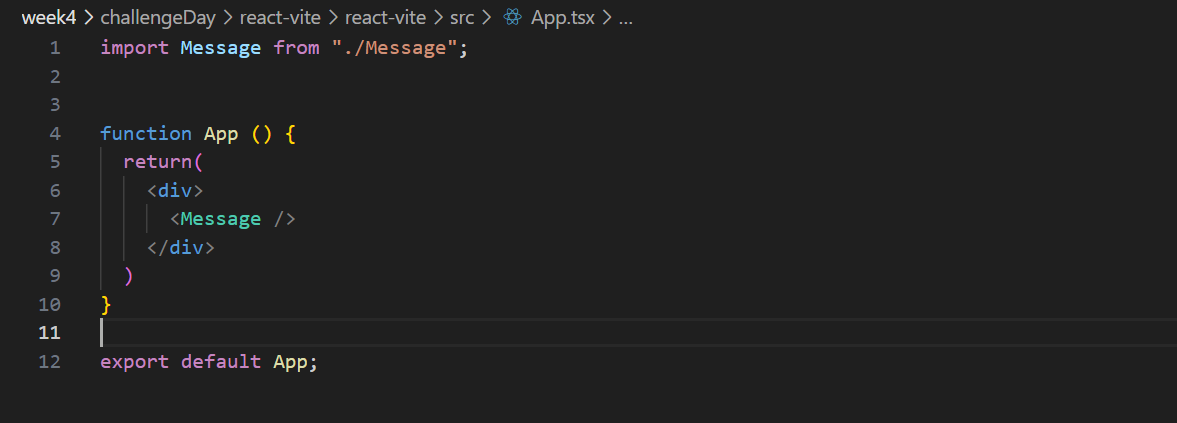 week4 > challengeDay > react-vite > react-vite > src > App.tsx > ...
1 import Message from "./Message";
2
3
4 function App () {
5   return(
6     <div>
7       <Message />
8     </div>
9   )
10 }
11
12 export default App;